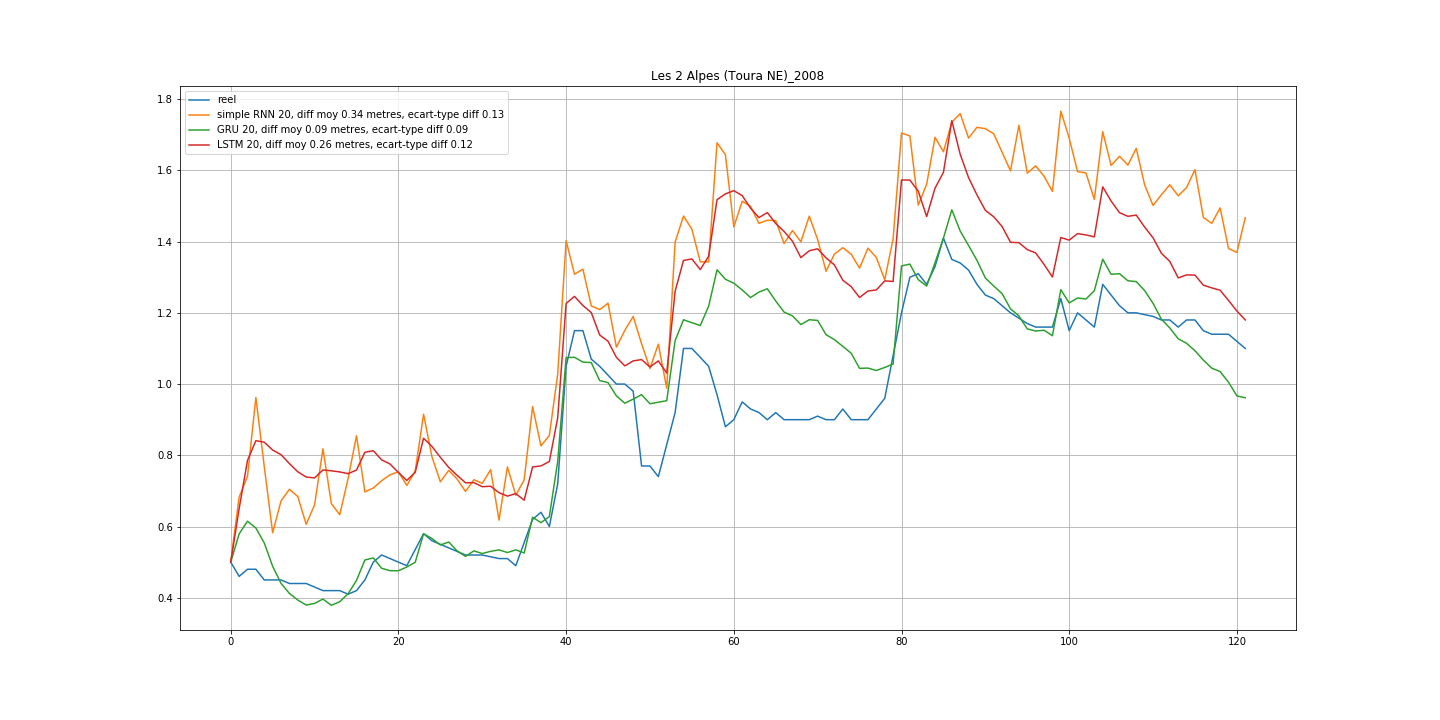 Les 2 Alpes (Toura NE)_2008
reel
simple RNN 20, diff moy 0.34 metres, ecart-type diff 0.13
GRU 20, diff moy 0.09 metres, ecart-type diff 0.09
LSTM 20, diff moy 0.26 metres, ecart-type diff 0.12
1.8
1.6
1.4
1.2
1.0
0.8
0.6
0.4
0 20 40 60 80 100 120